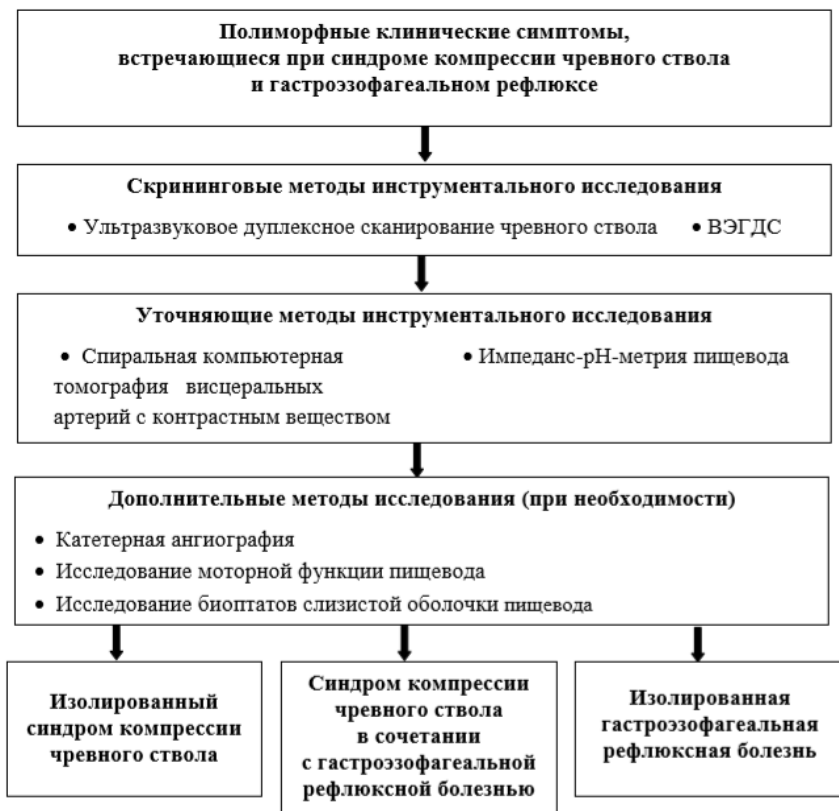 Полиморфные клинические симптомы,
встречающиеся при синдроме компрессии чревного ствола
и гастроэзофагеальном рефлюксе
Скрининговые методы инструментального исследования
• Ультразвуковое дуплексное сканирование чревного ствола • ВЭГДС
Уточняющие методы инструментального исследования
• Спиральная компьютерная
томография висцеральных
артерий с контрастным веществом
• Импеданс-рН-метрия пищевода
Дополнительные методы исследования (при необходимости)
• Катетерная ангиография
• Исследование моторной функции пищевода
• Исследование биоптатов слизистой оболочки пищевода
Изолированный
синдром компрессии
чревного ствола
Синдром компрессии
чревного ствола
в сочетании
с гастроэзофагеальной
рефлюксной болезнью
Изолированная
гастроэзофагеальная
рефлюксная болезнь